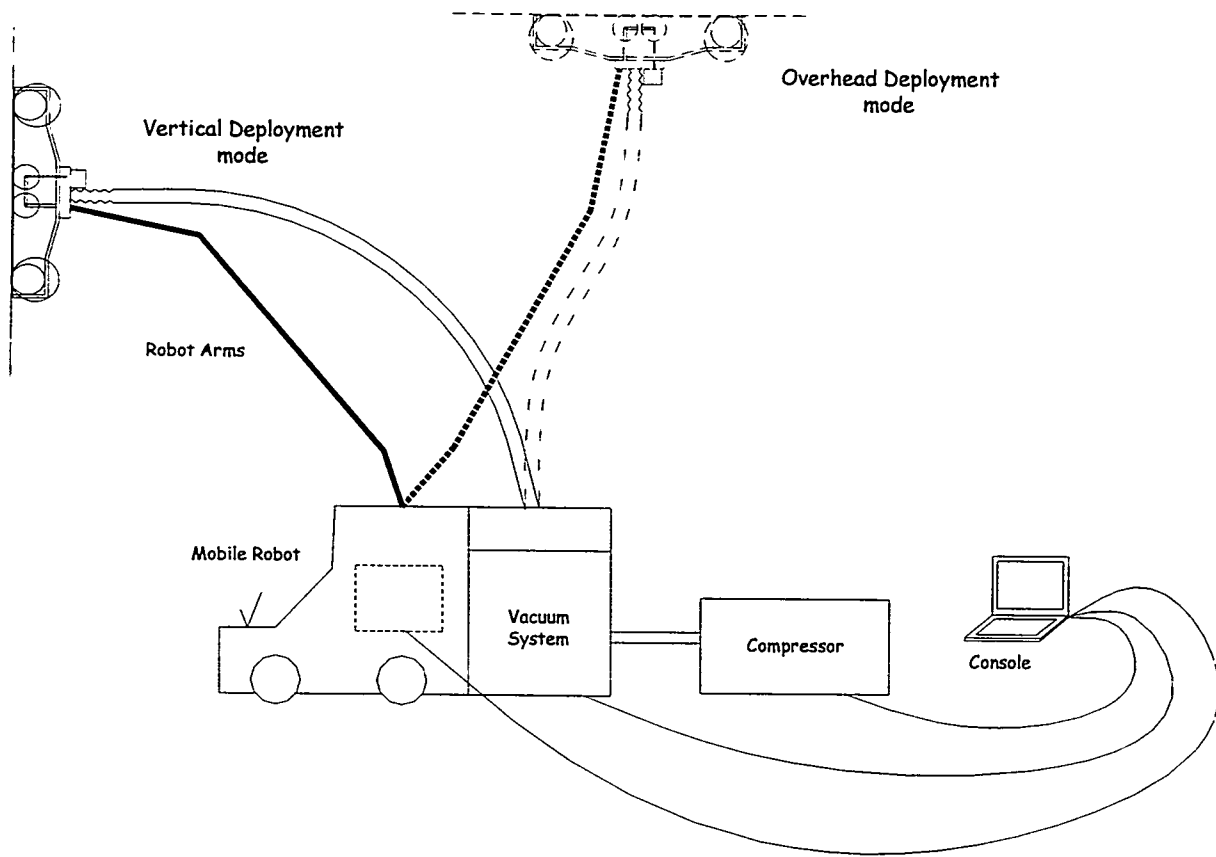 Overhead Deployment
mode
Vertical Deployment
mode
Robot Arms
Mobile Robot
Vacuum
System
Compressor
Console